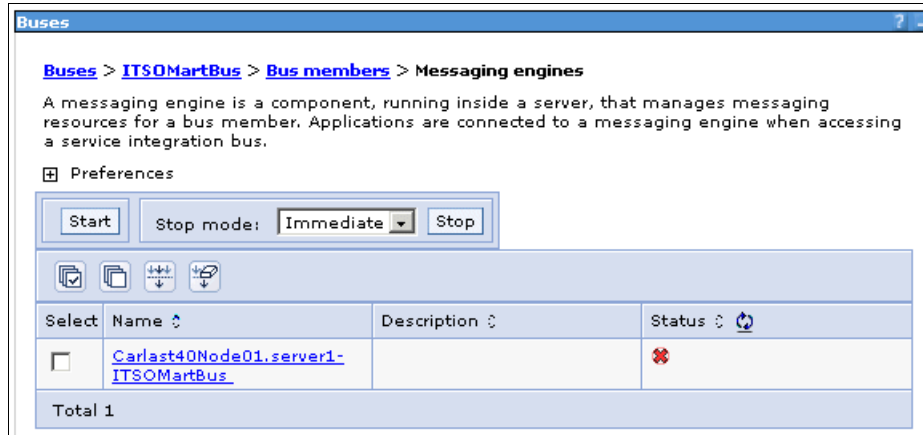 Buses
?
Buses > ITSOMartBus > Bus members > Messaging engines
A messaging engine is a component, running inside a server, that manages messaging
resources for a bus member. Applications are connected to a messaging engine when accessing
a service integration bus.
Preferences
Start Stop mode: Immediate Stop
Select Name Description Status
Carlast40Node01.server1-
ITSOMartBus
Total 1